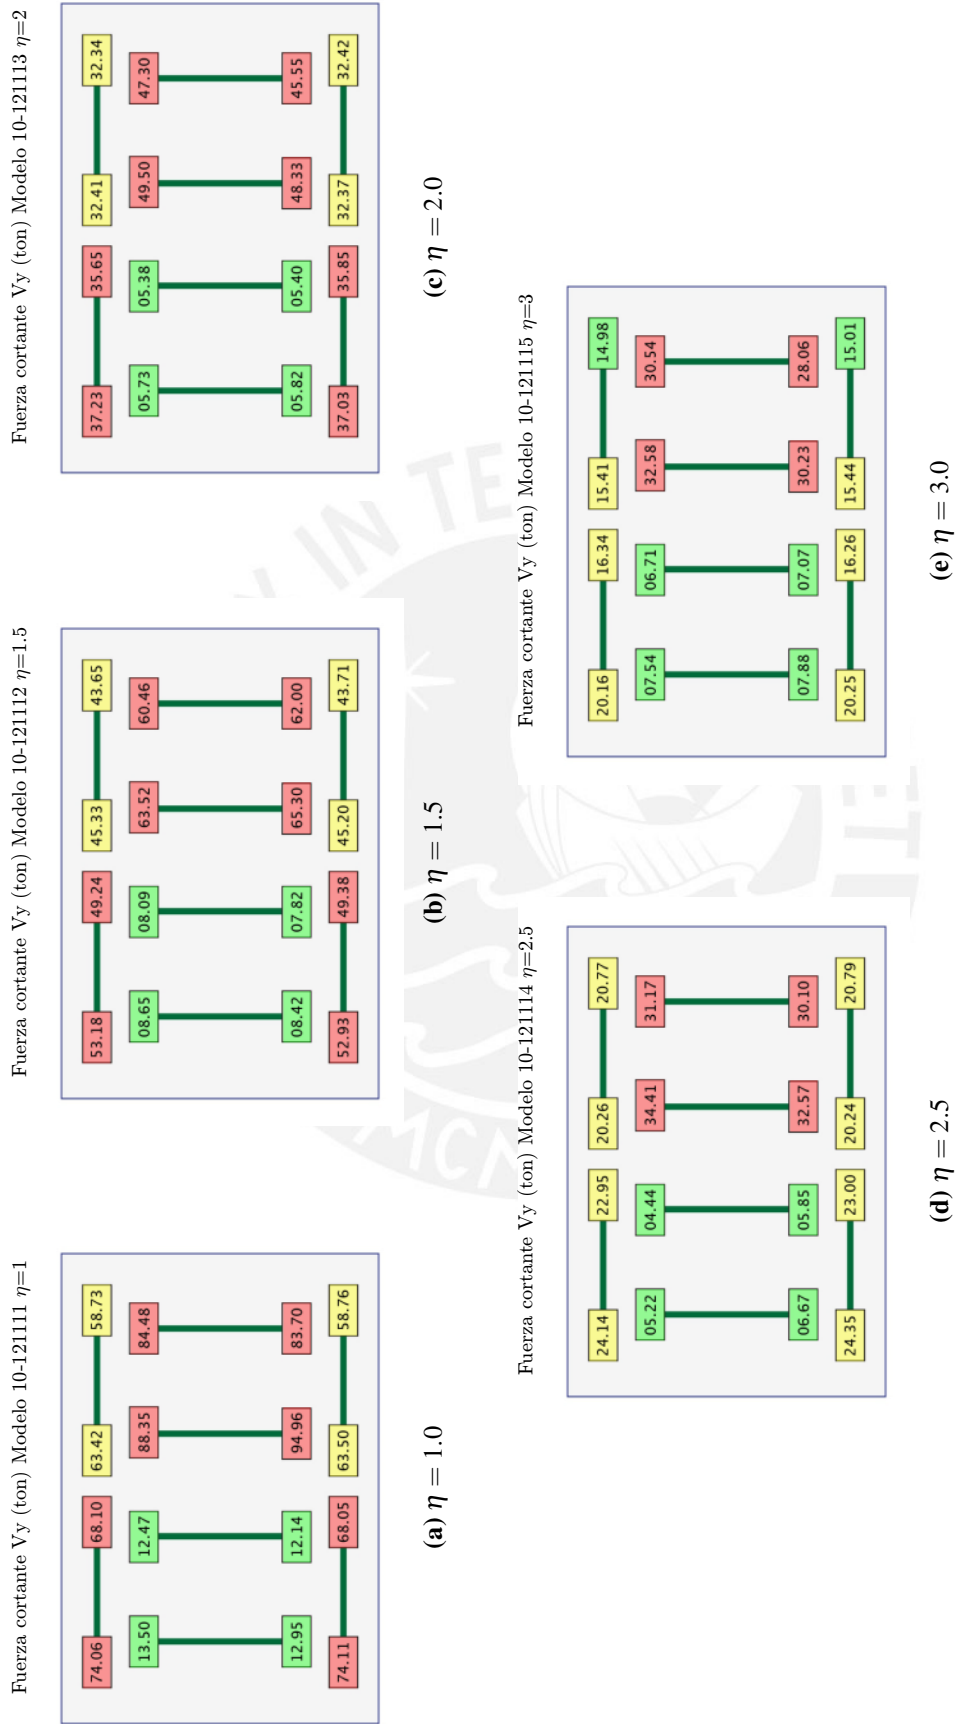 Fuerza cortante Vy (ton) Modelo 10-121111 η=1
74.06 68.10 63.42 58.73
13.50 12.47 88.35 84.48
12.95 12.14 94.96 83.70
74.11 68.05 63.50 58.76
(a) η = 1.0
Fuerza cortante Vy (ton) Modelo 10-121112 η=1.5
53.18 49.24 45.33 43.65
08.65 08.09 63.52 60.46
08.42 07.82 65.30 62.00
52.93 49.38 45.20 43.71
(b) η = 1.5
Fuerza cortante Vy (ton) Modelo 10-121113 η=2
37.23 35.65 32.41 32.34
05.73 05.38 49.50 47.30
05.82 05.40 48.33 45.55
37.03 35.85 32.37 32.42
(c) η = 2.0
Fuerza cortante Vy (ton) Modelo 10-121114 η=2.5
24.14 22.95 20.26 20.77
05.22 04.44 34.41 31.17
06.67 05.85 32.57 30.10
24.35 23.00 20.24 20.79
(d) η = 2.5
Fuerza cortante Vy (ton) Modelo 10-121115 η=3
20.16 16.34 15.41 14.98
07.54 06.71 32.58 30.54
07.88 07.07 30.23 28.06
20.25 16.26 15.44 15.01
(e) η = 3.0
IN TE